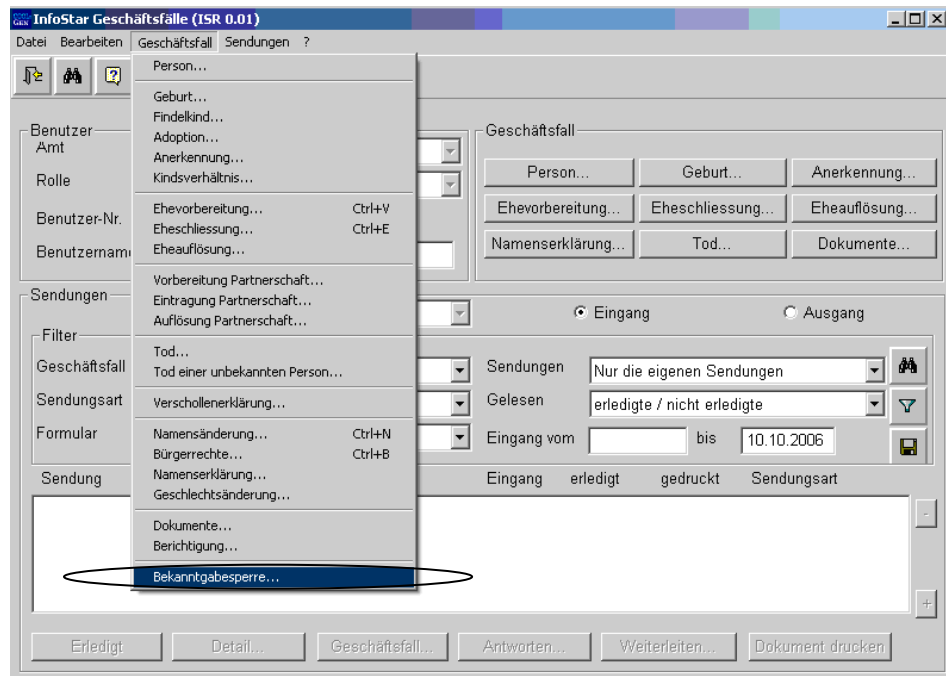 InfoStar Geschäftsfälle (ISR 0.01)
Datei Bearbeiten Geschäftsfall Sendungen ?
Person...
Geburt...
Findelkind...
Adoption...
Anerkennung...
Kindsverhältnis...
Ehevorbereitung... Ctrl+V
Eheschliessung... Ctrl+E
Eheauflösung...
Vorbereitung Partnerschaft...
Eintragung Partnerschaft...
Auflösung Partnerschaft...
Tod...
Tod einer unbekannten Person...
Verschollenerklärung...
Namensänderung... Ctrl+N
Bürgerrechte... Ctrl+B
Namenserklärung...
Geschlechtsänderung...
Dokumente...
Berichtigung...
Bekanntgabesperre...
Benutzer
Amt
Rolle
Benutzer-Nr.
Benutzername
Geschäftsfall
Person... Geburt... Anerkennung...
Ehevorbereitung... Eheschliessung... Eheauflösung...
Namenserklärung... Tod... Dokumente...
Sendungen
Eingang Ausgang
Filter
Geschäftsfall
Sendungsart
Formular
Sendungen Nur die eigenen Sendungen
Gelesen erledigte / nicht erledigte
Eingang vom bis 10.10.2006
Sendung Eingang erledigt gedruckt Sendungsart
-
+
Erledigt Detail... Geschäftsfall... Antworten... Weiterleiten... Dokument drucken